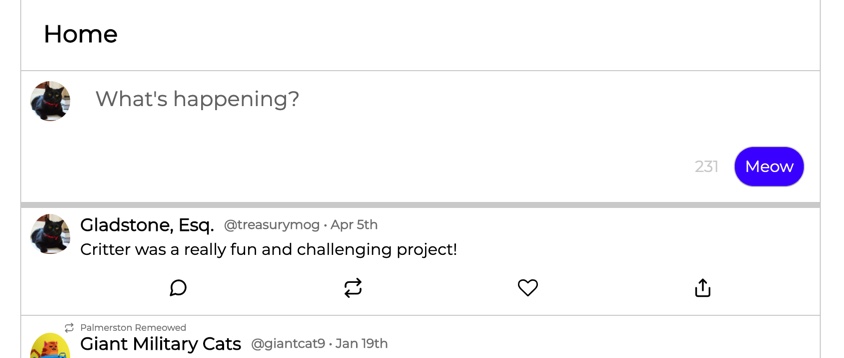 Home
What's happening?
231 Meow
Gladstone, Esq. @treasurymog • Apr 5th
Critter was a really fun and challenging project!
Palmerston Remeowed
Giant Military Cats @giantcat9 • Jan 19th